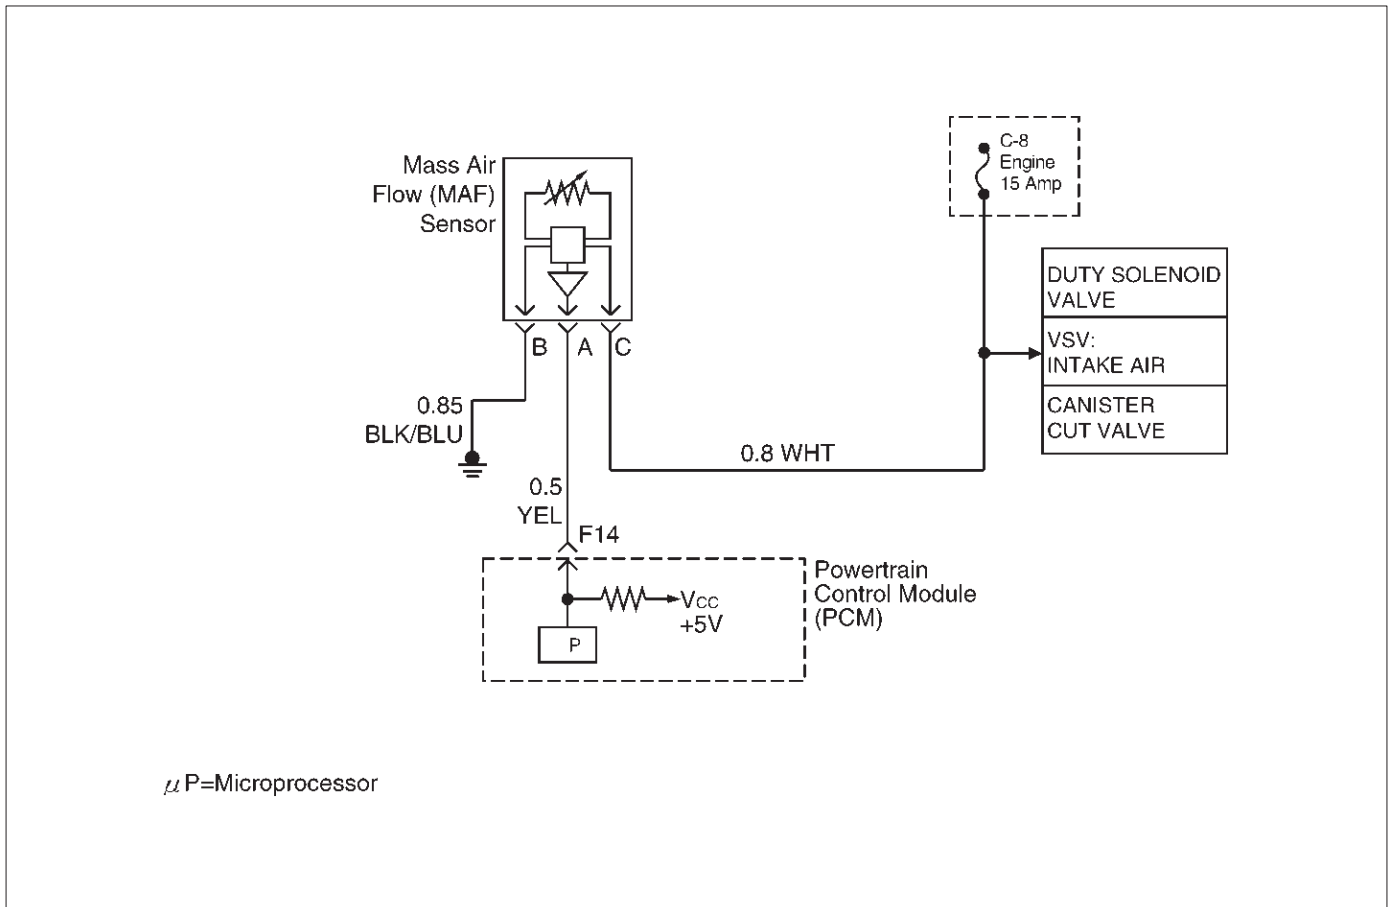 Mass Air
Flow (MAF)
Sensor
C-8
Engine
15 Amp
DUTY SOLENOID
VALVE
VSV:
INTAKE AIR
CANISTER
CUT VALVE
B
A
C
0.85
BLK/BLU
0.8 WHT
0.5
YEL
F14
Powertrain
Control Module
(PCM)
VCC
+5V
P
μ P=Microprocessor